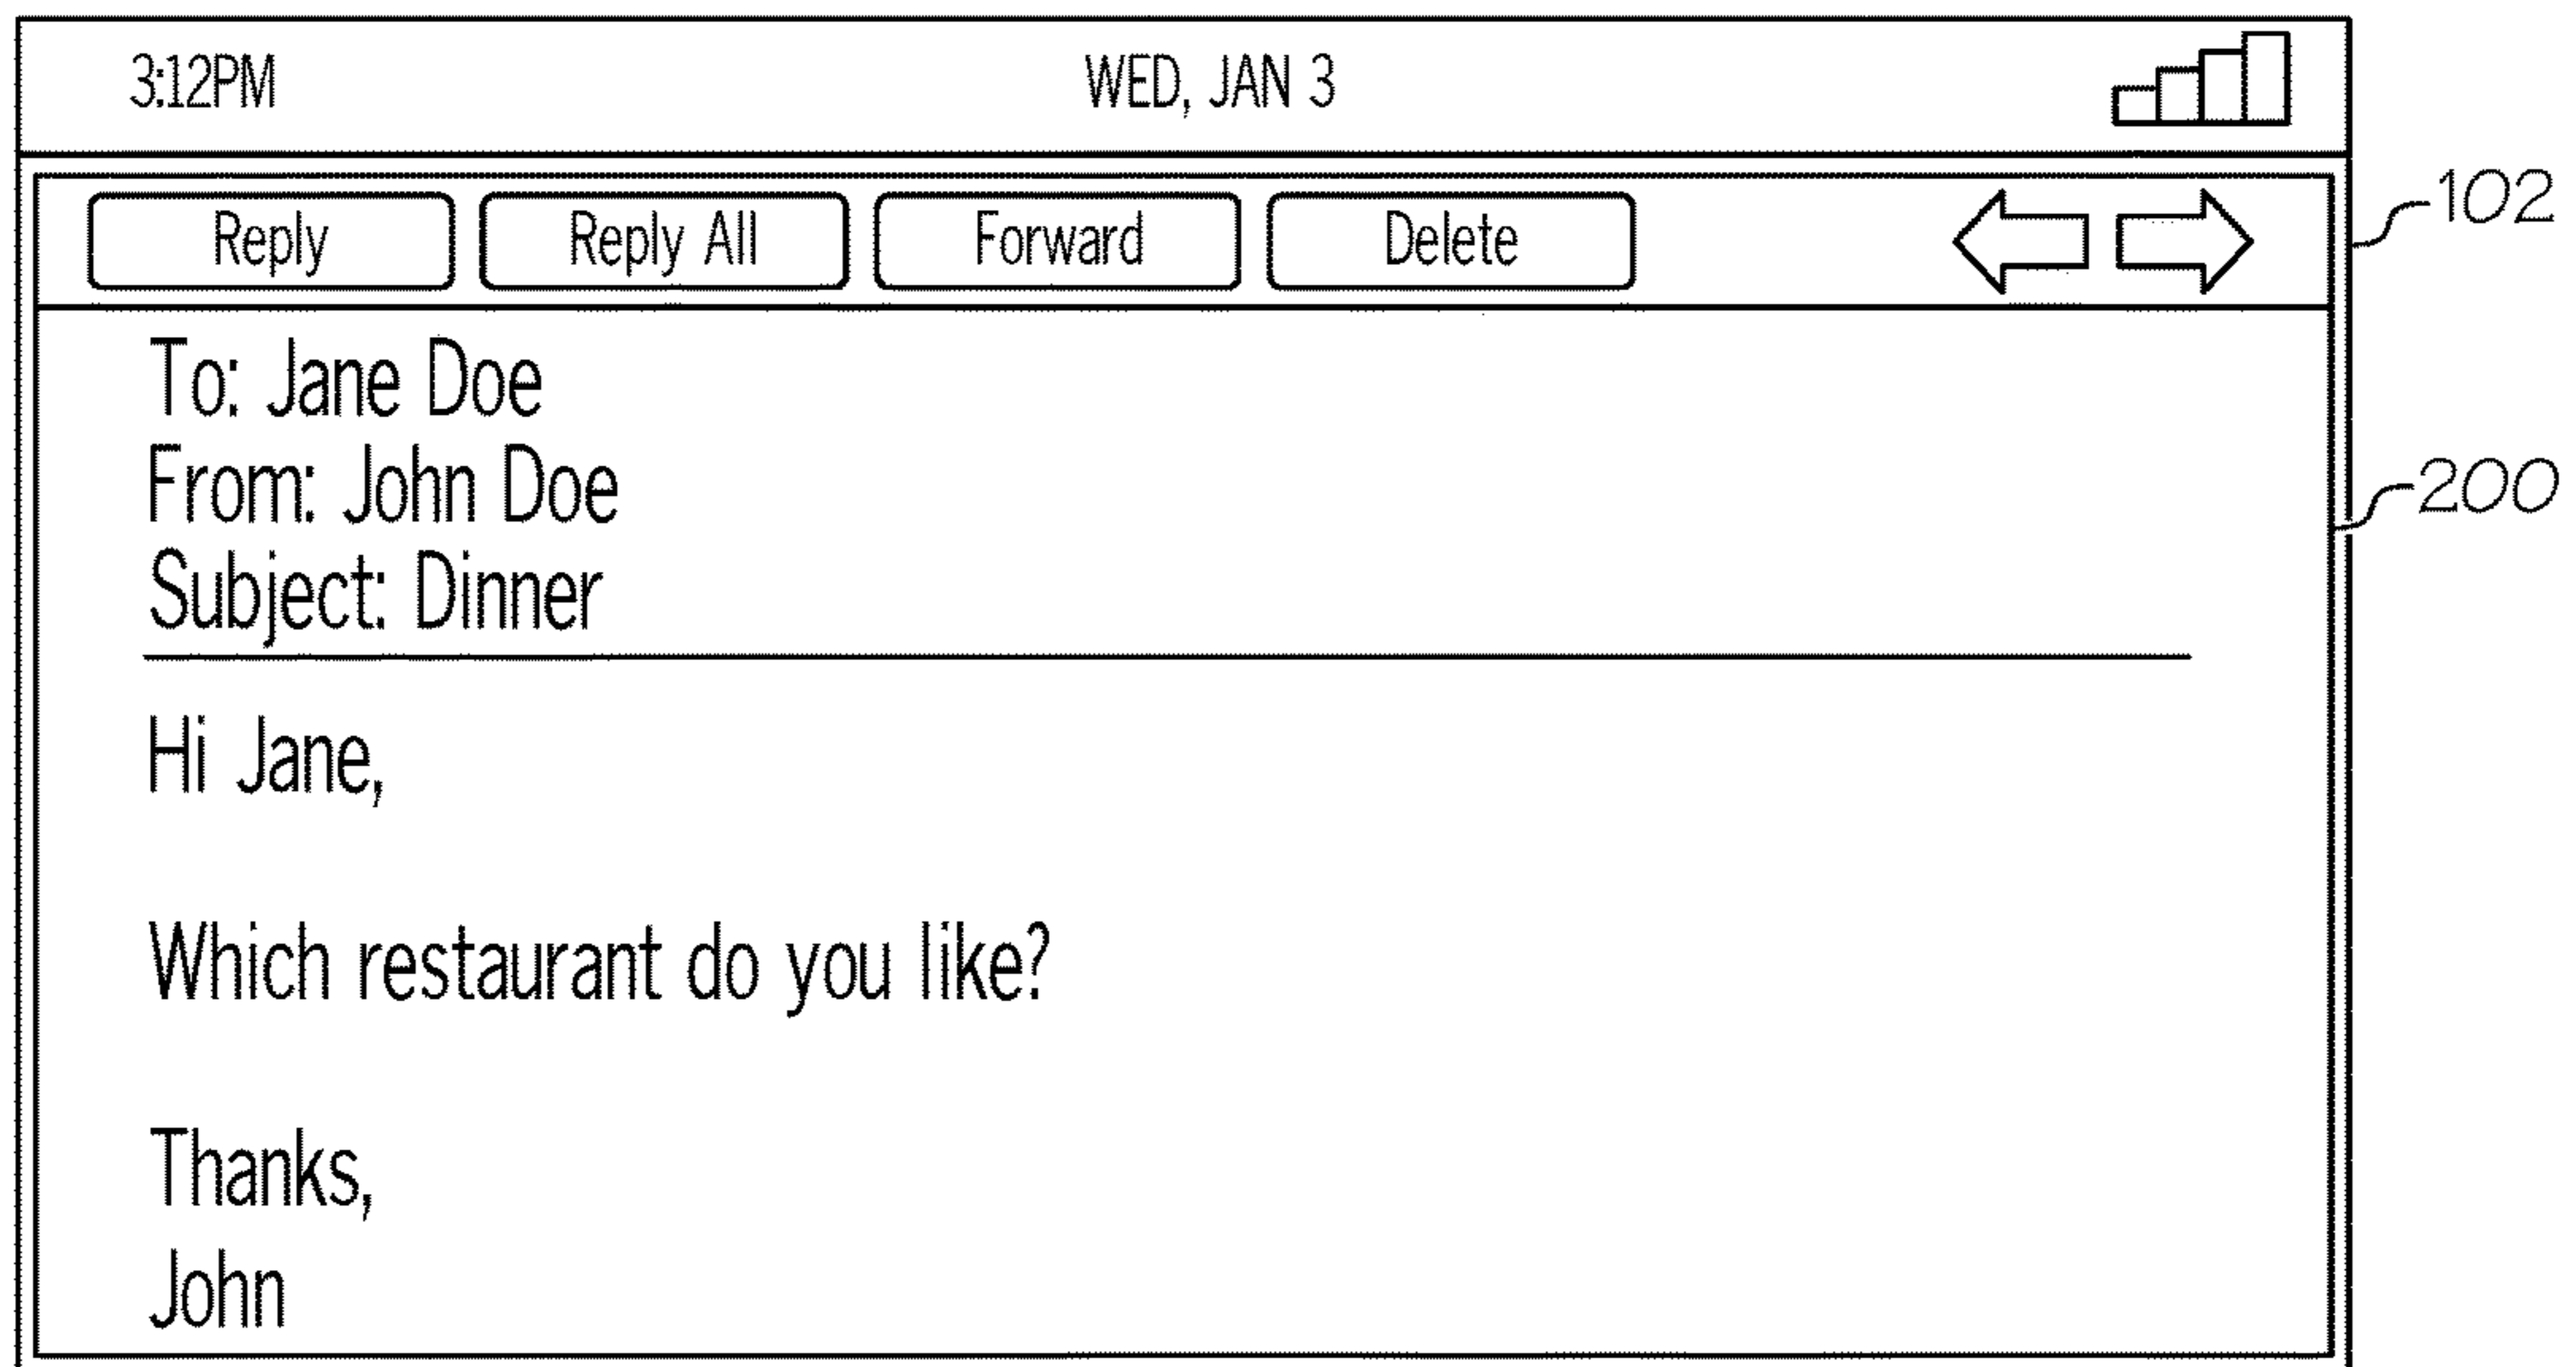 3:12PM WED, JAN 3
Reply Reply All Forward Delete
102
To: Jane Doe
From: John Doe
200
Subject: Dinner
Hi Jane,
Which restaurant do you like?
Thanks,
John